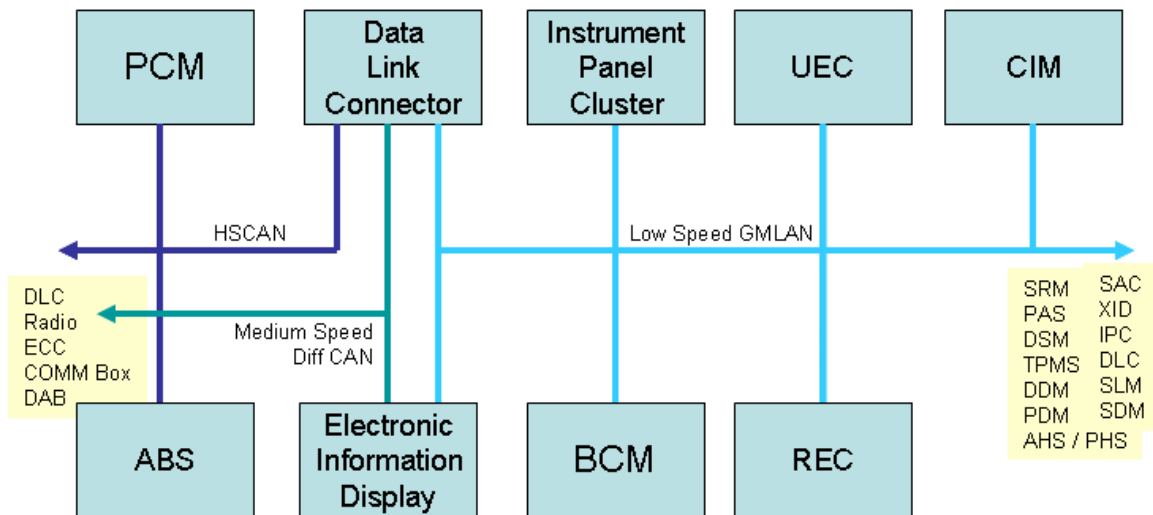 PCM
Data
Link
Connector
Instrument
Panel
Cluster
UEC
CIM
HSCAN
Low Speed GMLAN
DLC
Radio
ECC
COMM Box
DAB
Medium Speed
Diff CAN
SRM
PAS
DSM
TPMS
DDM
PDM
AHS / PHS
SAC
XID
IPC
DLC
SLM
SDM
ABS
Electronic
Information
Display
BCM
REC